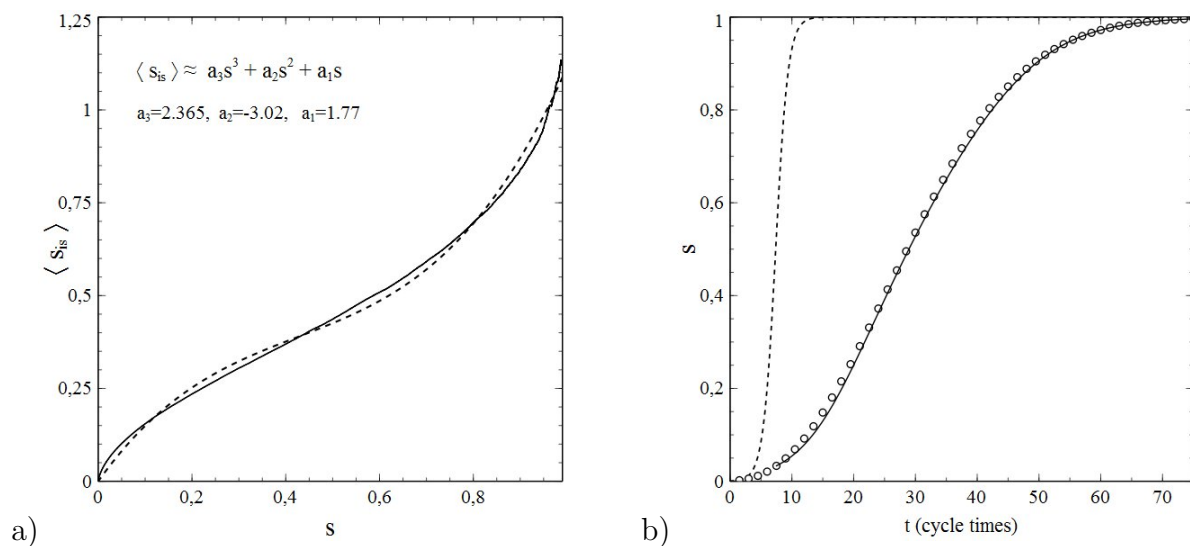 1,25
⟨ s_is ⟩ ≈ a₃s³ + a₂s² + a₁s
a₃=2.365, a₂=-3.02, a₁=1.77
1
0,75
0,5
0,25
0
⟨ s_is ⟩
0 0,2 0,4 0,6 0,8
s
a)
1
0,8
0,6
0,4
0,2
0
s
0 10 20 30 40 50 60 70
t (cycle times)
b)